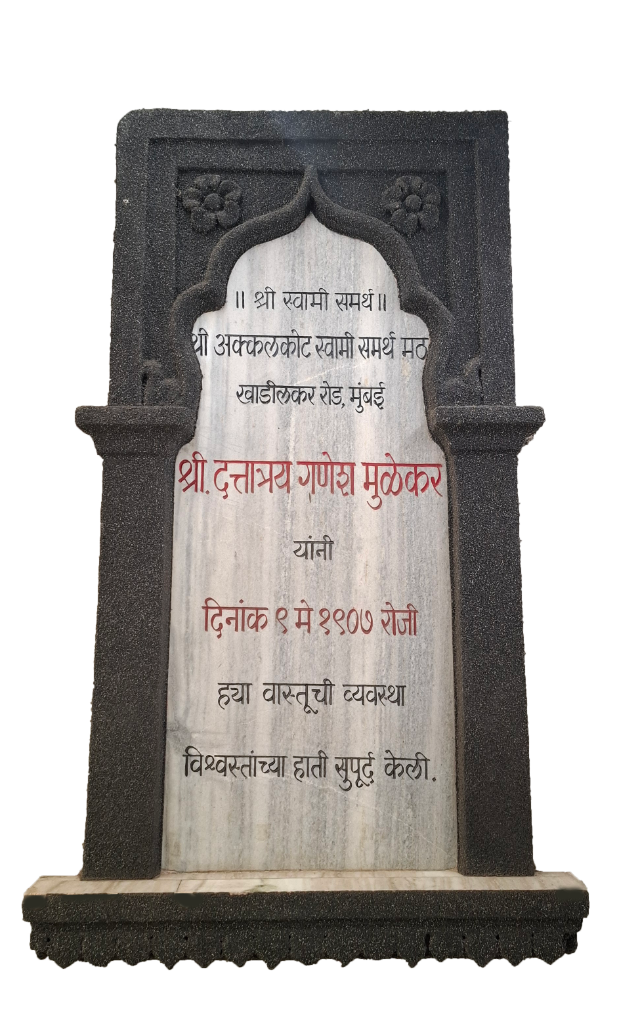 ॥ श्री स्वामी समर्थ॥
श्री अक्कलकोट स्वामी समर्थ मठ
खाडीलकर रोड, मुंबई
श्री. दत्तात्रय गणेश मुळेकर
यांनी
दिनांक ९ मे १९०७ रोजी
ह्या वास्तूची व्यवस्था
विश्वस्तांच्या हाती सुपूर्द केली.